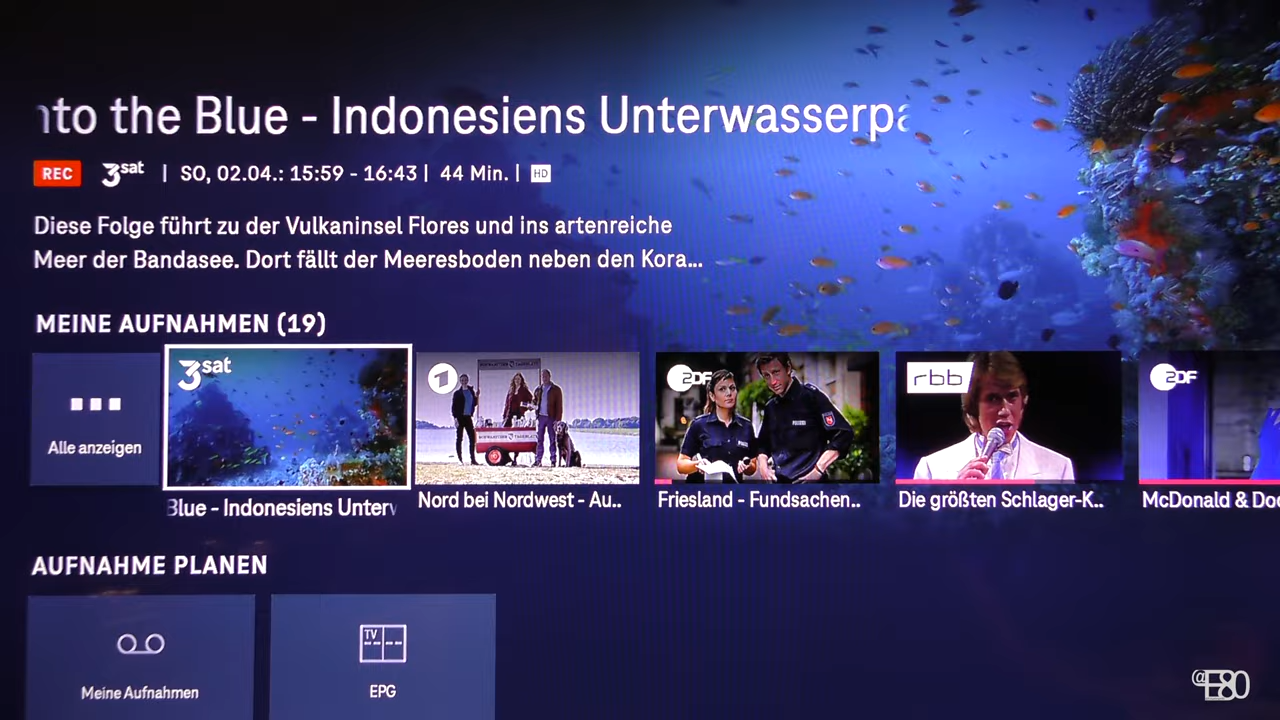 nto the Blue - Indonesiens Unterwasserpa
REC 3sat | SO, 02.04.: 15:59 - 16:43 | 44 Min. | HD
Diese Folge führt zu der Vulkaninsel Flores und ins artenreiche
Meer der Bandasee. Dort fällt der Meeresboden neben den Kora...
MEINE AUFNAHMEN (19)
Alle anzeigen
3sat
1
ZDF
rbb
ZDF
POLIZEI
Blue - Indonesiens Unterv
Nord bei Nordwest - Au..
Friesland - Fundsachen..
Die größten Schlager-K..
McDonald & Doc
AUFNAHME PLANEN
Meine Aufnahmen
TV
EPG
@E80